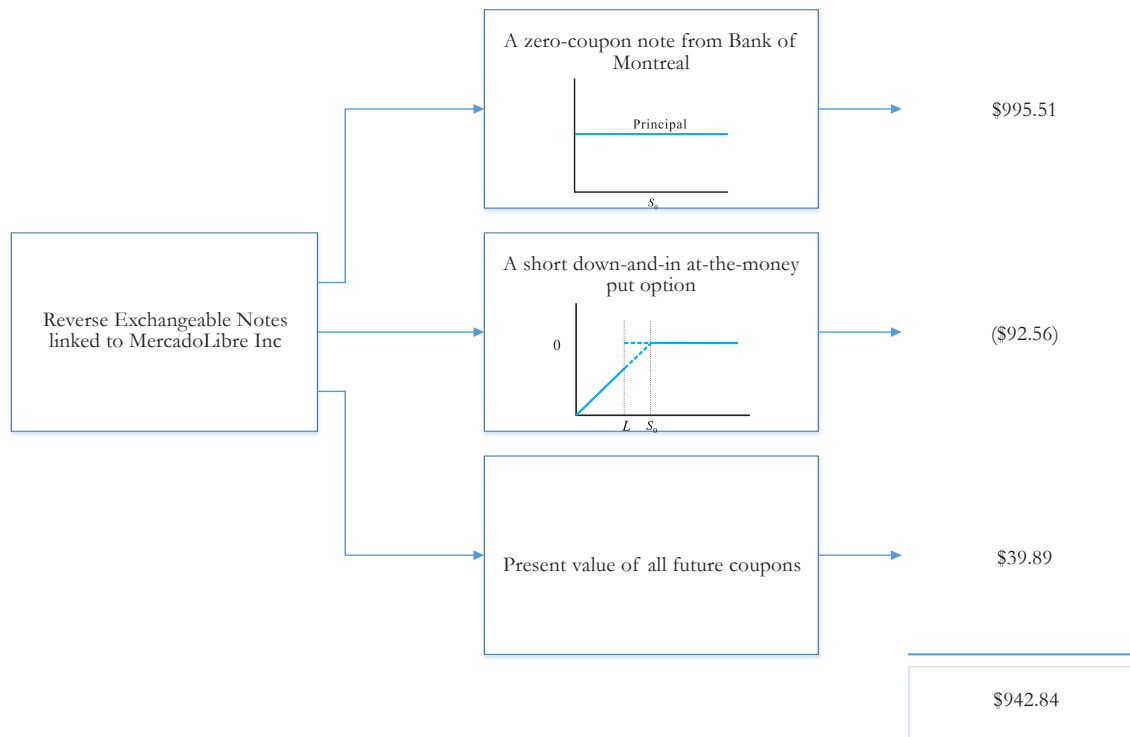 A zero-coupon note from Bank of
Montreal
Principal
S₀
$995.51
Reverse Exchangeable Notes
linked to MercadoLibre Inc
A short down-and-in at-the-money
put option
0
L S₀
($92.56)
Present value of all future coupons
$39.89
$942.84